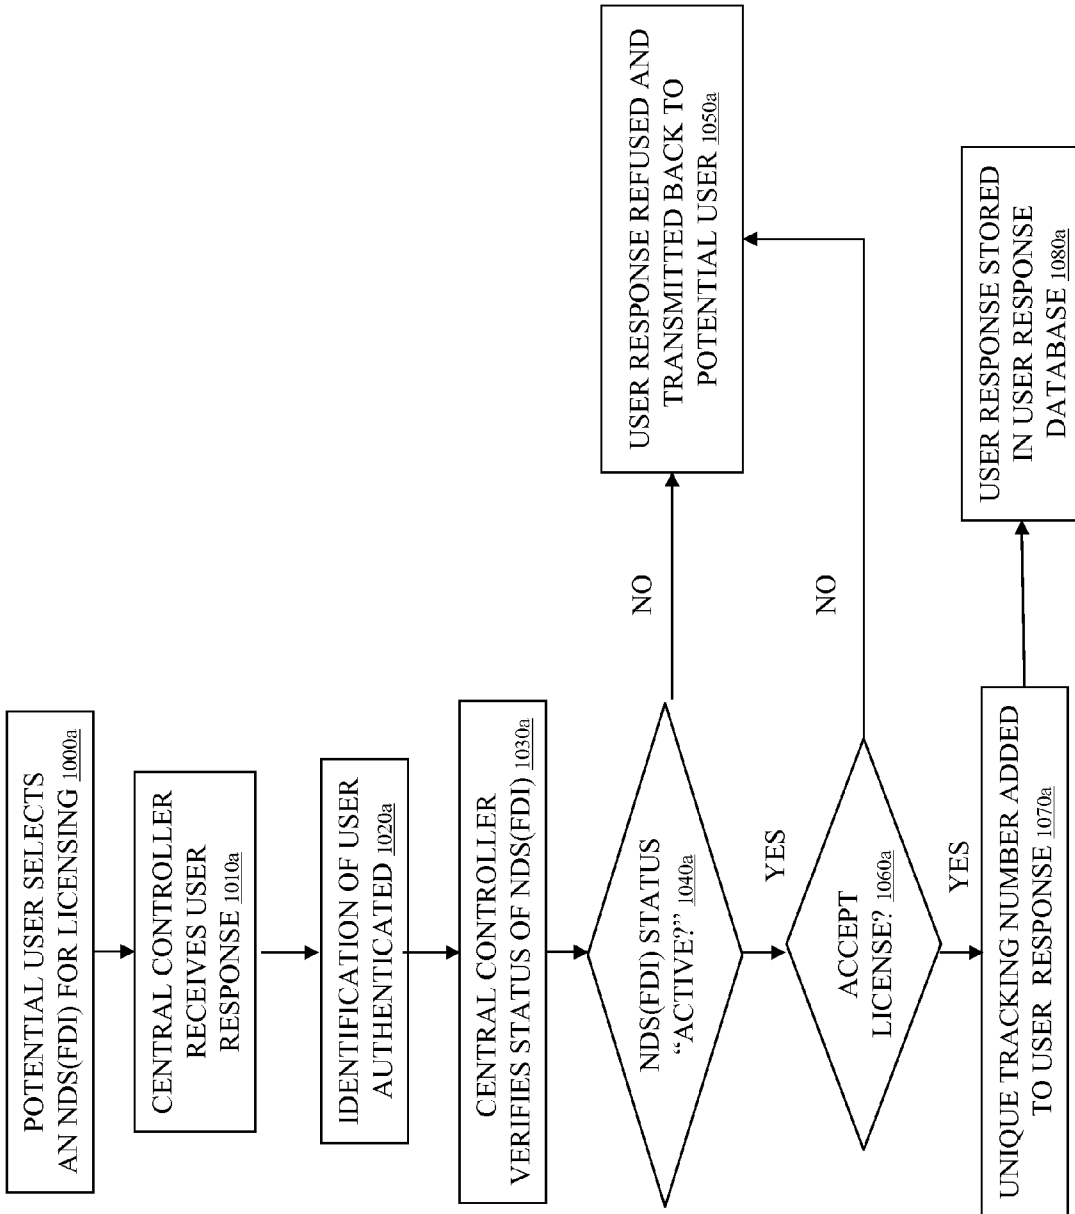 POTENTIAL USER SELECTS
AN NDS(FDI) FOR LICENSING 1000a
CENTRAL CONTROLLER
RECEIVES USER
RESPONSE 1010a
IDENTIFICATION OF USER
AUTHENTICATED 1020a
CENTRAL CONTROLLER
VERIFIES STATUS OF NDS(FDI) 1030a
NDS(FDI) STATUS
“ACTIVE?” 1040a
NO
USER RESPONSE REFUSED AND
TRANSMITTED BACK TO
POTENTIAL USER 1050a
YES
ACCEPT
LICENSE? 1060a
NO
YES
UNIQUE TRACKING NUMBER ADDED
TO USER RESPONSE 1070a
USER RESPONSE STORED
IN USER RESPONSE
DATABASE 1080a